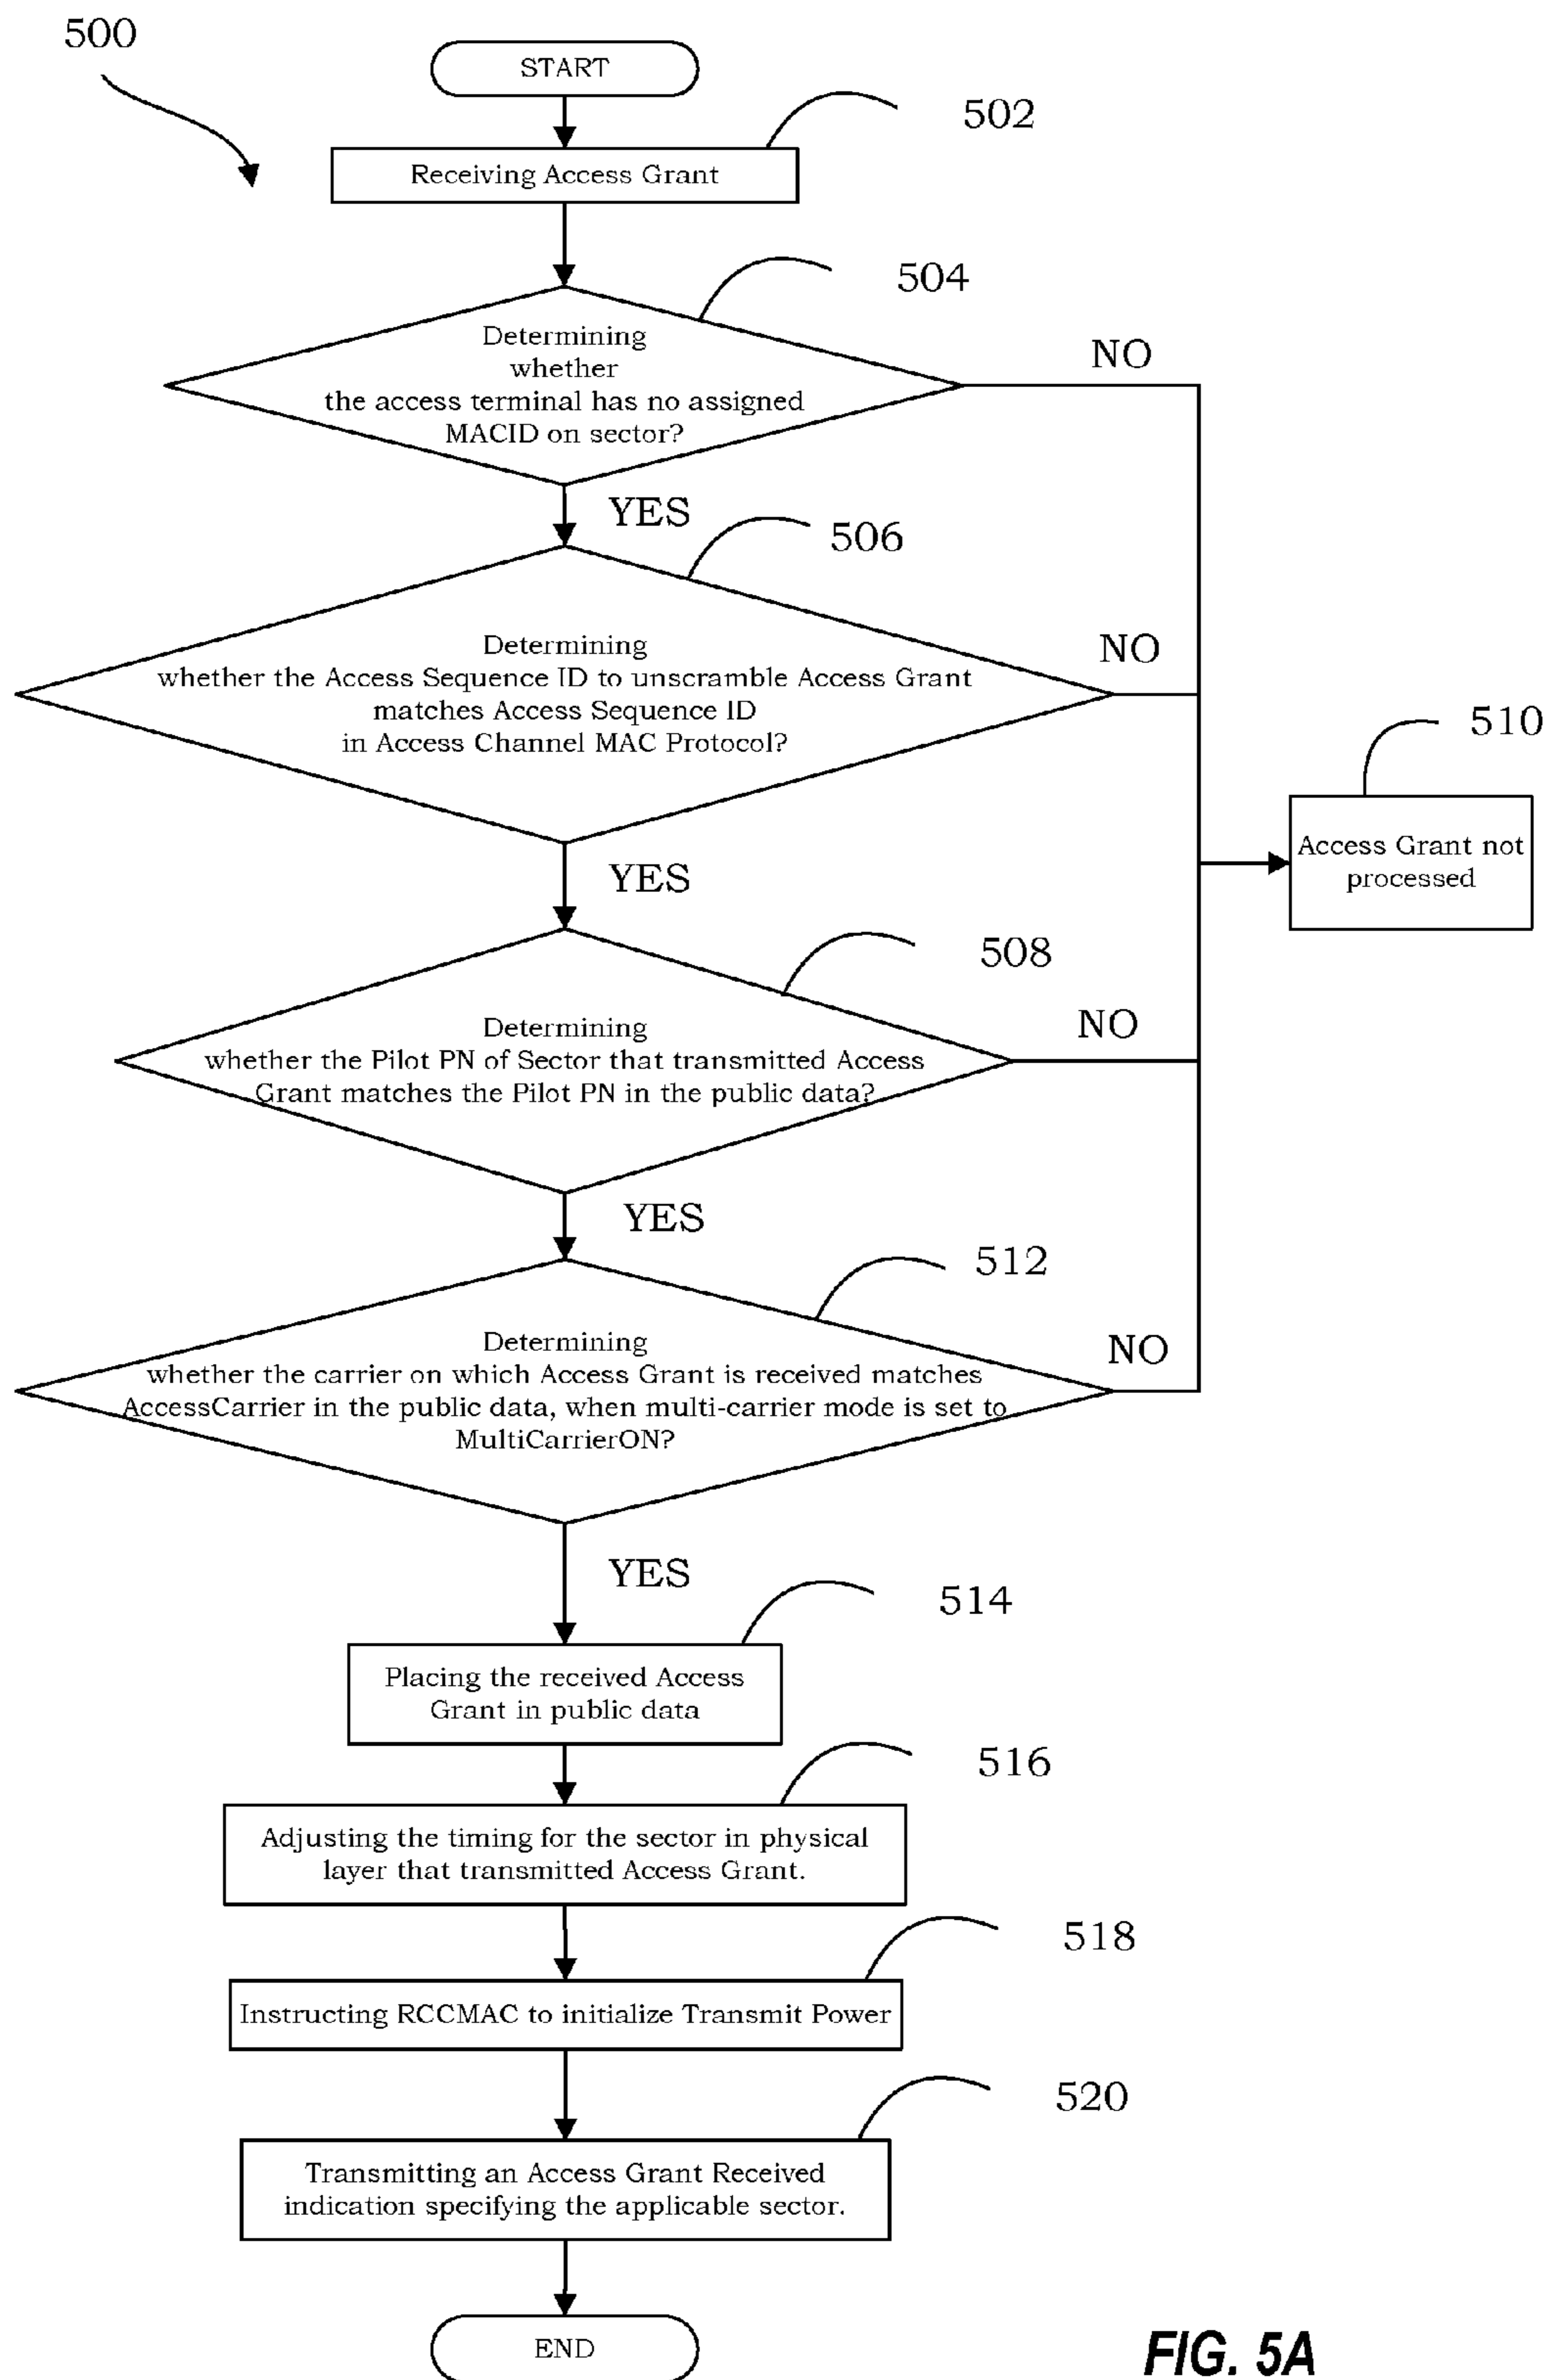 500
START
502
Receiving Access Grant
504
Determining
whether
the access terminal has no assigned
MACID on sector?
NO
YES
506
Determining
whether the Access Sequence ID to unscramble Access Grant
matches Access Sequence ID
in Access Channel MAC Protocol?
NO
510
Access Grant not
processed
YES
508
Determining
whether the Pilot PN of Sector that transmitted Access
Grant matches the Pilot PN in the public data?
NO
YES
512
Determining
whether the carrier on which Access Grant is received matches
AccessCarrier in the public data, when multi-carrier mode is set to
MultiCarrierON?
NO
YES
514
Placing the received Access
Grant in public data
516
Adjusting the timing for the sector in physical
layer that transmitted Access Grant.
518
Instructing RCCMAC to initialize Transmit Power
520
Transmitting an Access Grant Received
indication specifying the applicable sector.
END
FIG. 5A